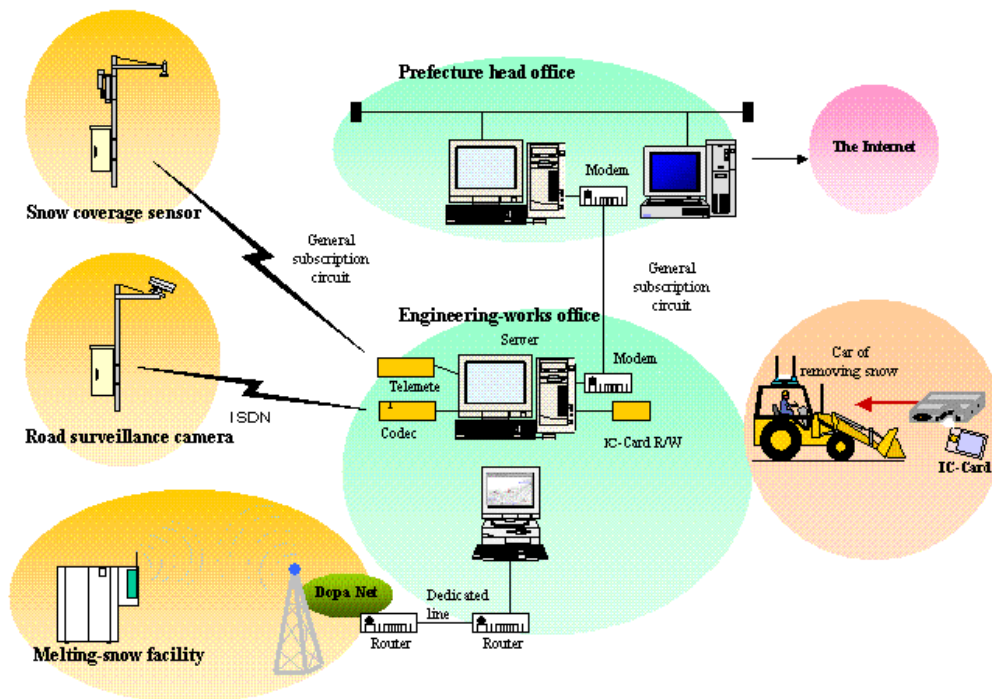 Prefecture head office
Modem
The Internet
Snow coverage sensor
General
subscription
circuit
General
subscription
circuit
Engineering-works office
Server
Modem
Telemete
Codec
IC-Card R/W
ISDN
Road surveillance camera
Car of
removing snow
IC-Card
Dopa Net
Dedicated
line
Router
Router
Melting-snow facility